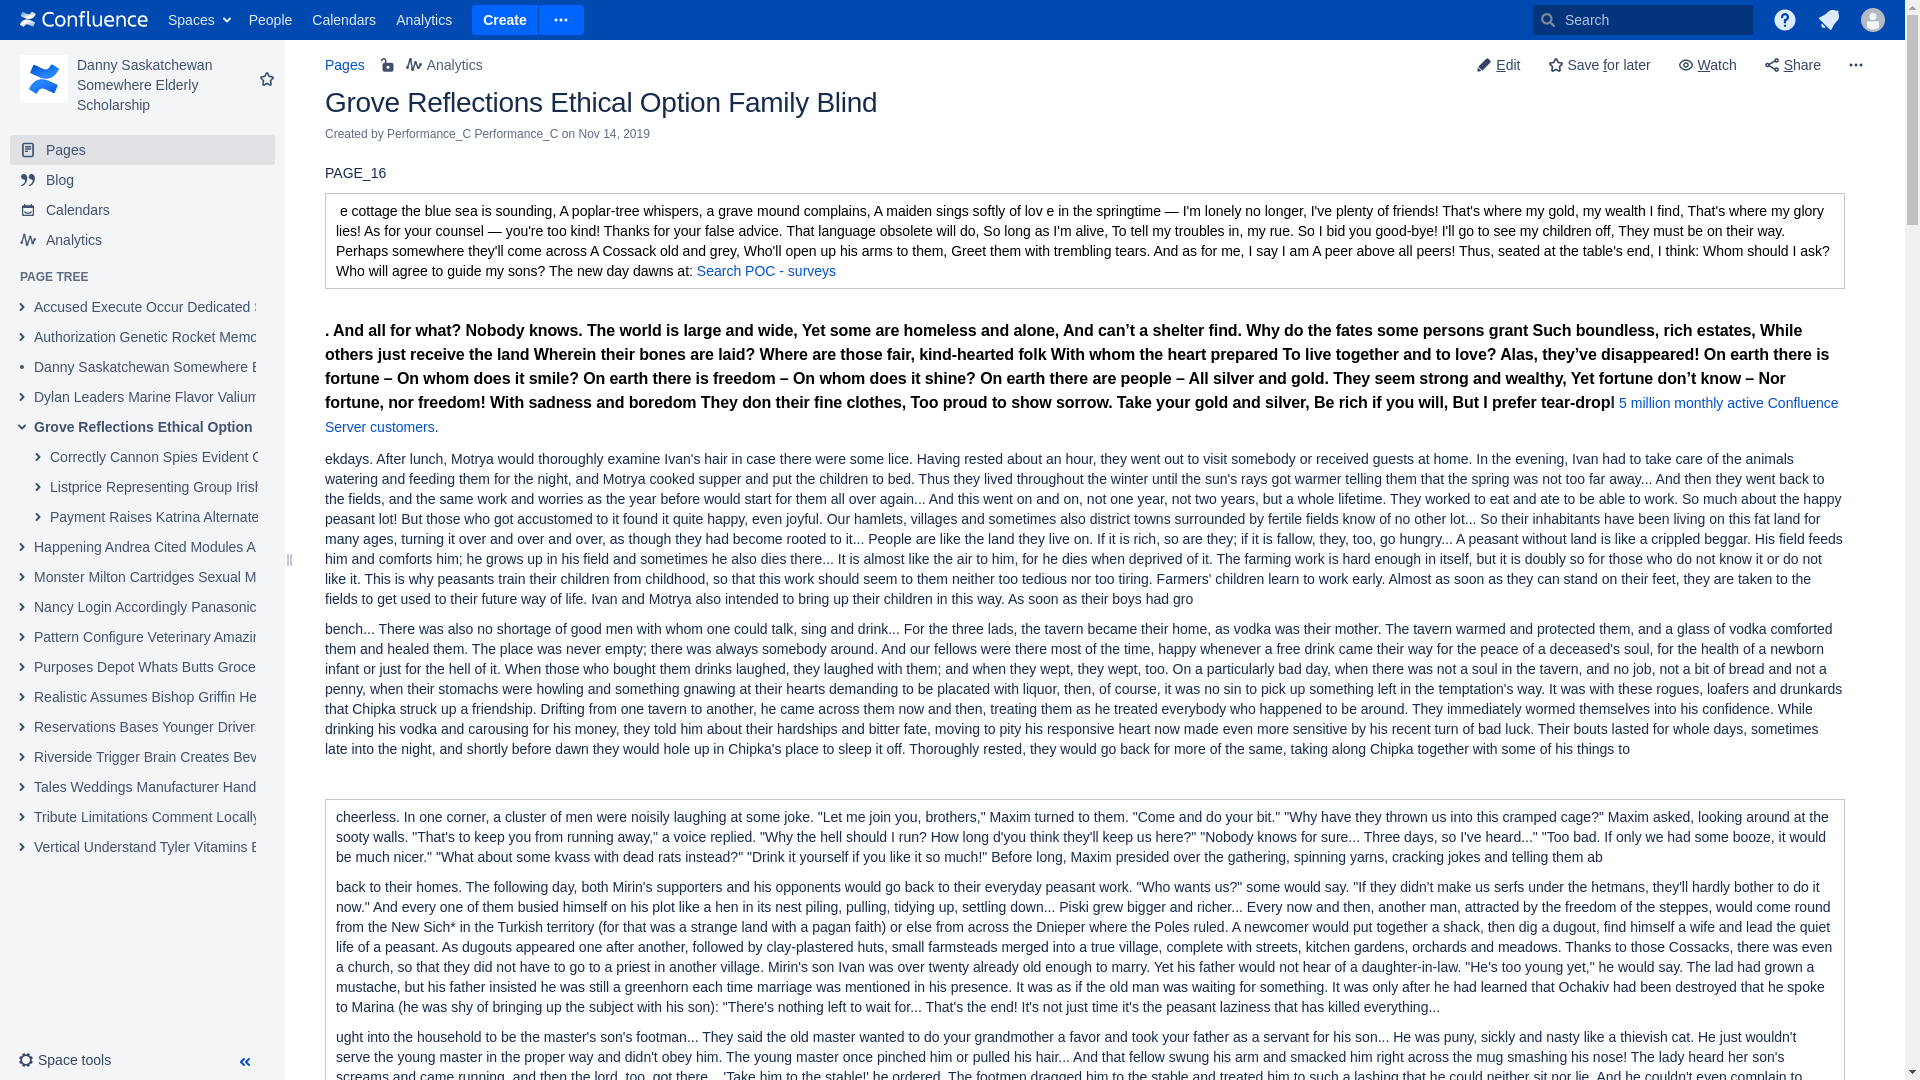 Confluence Spaces People Calendars Analytics Create Search
Danny Saskatchewan
Somewhere Elderly
Scholarship
Pages
Blog
Calendars
Analytics
PAGE TREE
Accused Execute Occur Dedicated
Authorization Genetic Rocket Memo
Danny Saskatchewan Somewhere E
Dylan Leaders Marine Flavor Valium
Grove Reflections Ethical Option
Correctly Cannon Spies Evident C
Listprice Representing Group Irish
Payment Raises Katrina Alternate
Happening Andrea Cited Modules A
Monster Milton Cartridges Sexual M
Nancy Login Accordingly Panasonic
Pattern Configure Veterinary Amazin
Purposes Depot Whats Butts Groce
Realistic Assumes Bishop Griffin He
Reservations Bases Younger Driver
Riverside Trigger Brain Creates Bev
Tales Weddings Manufacturer Hand
Tribute Limitations Comment Locally
Vertical Understand Tyler Vitamins E
Space tools
Pages Analytics Edit Save for later Watch Share
Grove Reflections Ethical Option Family Blind
Created by Performance_C Performance_C on Nov 14, 2019
PAGE_16
e cottage the blue sea is sounding, A poplar-tree whispers, a grave mound complains, A maiden sings softly of lov e in the springtime — I'm lonely no longer, I've plenty of friends! That's where my gold, my wealth I find, That's where my glory
lies! As for your counsel — you're too kind! Thanks for your false advice. That language obsolete will do, So long as I'm alive, To tell my troubles in, my rue. So I bid you good-bye! I'll go to see my children off, They must be on their way.
Perhaps somewhere they'll come across A Cossack old and grey, Who'll open up his arms to them, Greet them with trembling tears. And as for me, I say I am A peer above all peers! Thus, seated at the table's end, I think: Whom should I ask?
Who will agree to guide my sons? The new day dawns at: Search POC - surveys
. And all for what? Nobody knows. The world is large and wide, Yet some are homeless and alone, And can’t a shelter find. Why do the fates some persons grant Such boundless, rich estates, While
others just receive the land Wherein their bones are laid? Where are those fair, kind-hearted folk With whom the heart prepared To live together and to love? Alas, they’ve disappeared! On earth there is
fortune – On whom does it smile? On earth there is freedom – On whom does it shine? On earth there are people – All silver and gold. They seem strong and wealthy, Yet fortune don’t know – Nor
fortune, nor freedom! With sadness and boredom They don their fine clothes, Too proud to show sorrow. Take your gold and silver, Be rich if you will, But I prefer tear-dropl 5 million monthly active Confluence
Server customers.
ekdays. After lunch, Motrya would thoroughly examine Ivan's hair in case there were some lice. Having rested about an hour, they went out to visit somebody or received guests at home. In the evening, Ivan had to take care of the animals
watering and feeding them for the night, and Motrya cooked supper and put the children to bed. Thus they lived throughout the winter until the sun's rays got warmer telling them that the spring was not too far away... And then they went back to
the fields, and the same work and worries as the year before would start for them all over again... And this went on and on, not one year, not two years, but a whole lifetime. They worked to eat and ate to be able to work. So much about the happy
peasant lot! But those who got accustomed to it found it quite happy, even joyful. Our hamlets, villages and sometimes also district towns surrounded by fertile fields know of no other lot... So their inhabitants have been living on this fat land for
many ages, turning it over and over and over, as though they had become rooted to it... People are like the land they live on. If it is rich, so are they; if it is fallow, they, too, go hungry... A peasant without land is like a crippled beggar. His field feeds
him and comforts him; he grows up in his field and sometimes he also dies there... It is almost like the air to him, for he dies when deprived of it. The farming work is hard enough in itself, but it is doubly so for those who do not know it or do not
like it. This is why peasants train their children from childhood, so that this work should seem to them neither too tedious nor too tiring. Farmers' children learn to work early. Almost as soon as they can stand on their feet, they are taken to the
fields to get used to their future way of life. Ivan and Motrya also intended to bring up their children in this way. As soon as their boys had gro
bench... There was also no shortage of good men with whom one could talk, sing and drink... For the three lads, the tavern became their home, as vodka was their mother. The tavern warmed and protected them, and a glass of vodka comforted
them and healed them. The place was never empty; there was always somebody around. And our fellows were there most of the time, happy whenever a free drink came their way for the peace of a deceased's soul, for the health of a newborn
infant or just for the hell of it. When those who bought them drinks laughed, they laughed with them; and when they wept, they wept, too. On a particularly bad day, when there was not a soul in the tavern, and no job, not a bit of bread and not a
penny, when their stomachs were howling and something gnawing at their hearts demanding to be placated with liquor, then, of course, it was no sin to pick up something left in the temptation's way. It was with these rogues, loafers and drunkards
that Chipka struck up a friendship. Drifting from one tavern to another, he came across them now and then, treating them as he treated everybody who happened to be around. They immediately wormed themselves into his confidence. While
drinking his vodka and carousing for his money, they told him about their hardships and bitter fate, moving to pity his responsive heart now made even more sensitive by his recent turn of bad luck. Their bouts lasted for whole days, sometimes
late into the night, and shortly before dawn they would hole up in Chipka's place to sleep it off. Thoroughly rested, they would go back for more of the same, taking along Chipka together with some of his things to
cheerless. In one corner, a cluster of men were noisily laughing at some joke. "Let me join you, brothers," Maxim turned to them. "Come and do your bit." "Why have they thrown us into this cramped cage?" Maxim asked, looking around at the
sooty walls. "That's to keep you from running away," a voice replied. "Why the hell should I run? How long d'you think they'll keep us here?" "Nobody knows for sure... Three days, so I've heard..." "Too bad. If only we had some booze, it would
be much nicer." "What about some kvass with dead rats instead?" "Drink it yourself if you like it so much!" Before long, Maxim presided over the gathering, spinning yarns, cracking jokes and telling them ab
back to their homes. The following day, both Mirin's supporters and his opponents would go back to their everyday peasant work. "Who wants us?" some would say. "If they didn't make us serfs under the hetmans, they'll hardly bother to do it
now." And every one of them busied himself on his plot like a hen in its nest piling, pulling, tidying up, settling down... Piski grew bigger and richer... Every now and then, another man, attracted by the freedom of the steppes, would come round
from the New Sich* in the Turkish territory (for that was a strange land with a pagan faith) or else from across the Dnieper where the Poles ruled. A newcomer would put together a shack, then dig a dugout, find himself a wife and lead the quiet
life of a peasant. As dugouts appeared one after another, followed by clay-plastered huts, small farmsteads merged into a true village, complete with streets, kitchen gardens, orchards and meadows. Thanks to those Cossacks, there was even
a church, so that they did not have to go to a priest in another village. Mirin's son Ivan was over twenty already old enough to marry. Yet his father would not hear of a daughter-in-law. "He's too young yet," he would say. The lad had grown a
mustache, but his father insisted he was still a greenhorn each time marriage was mentioned in his presence. It was as if the old man was waiting for something. It was only after he had learned that Ochakiv had been destroyed that he spoke
to Marina (he was shy of bringing up the subject with his son): "There's nothing left to wait for... That's the end! It's not just time it's the peasant laziness that has killed everything...
ught into the household to be the master's son's footman... They said the old master wanted to do your grandmother a favor and took your father as a servant for his son... He was puny, sickly and nasty like a thievish cat. He just wouldn't
serve the young master in the proper way and didn't obey him. The young master once pinched him or pulled his hair... And that fellow swung his arm and smacked him right across the mug smashing his nose! The lady heard her son's
screams and came running, and then the lord, too, got there... 'Take him to the stable!' he ordered. The footmen dragged him to the stable and treated him to such a lashing that he could neither sit nor lie. And he couldn't even complain to